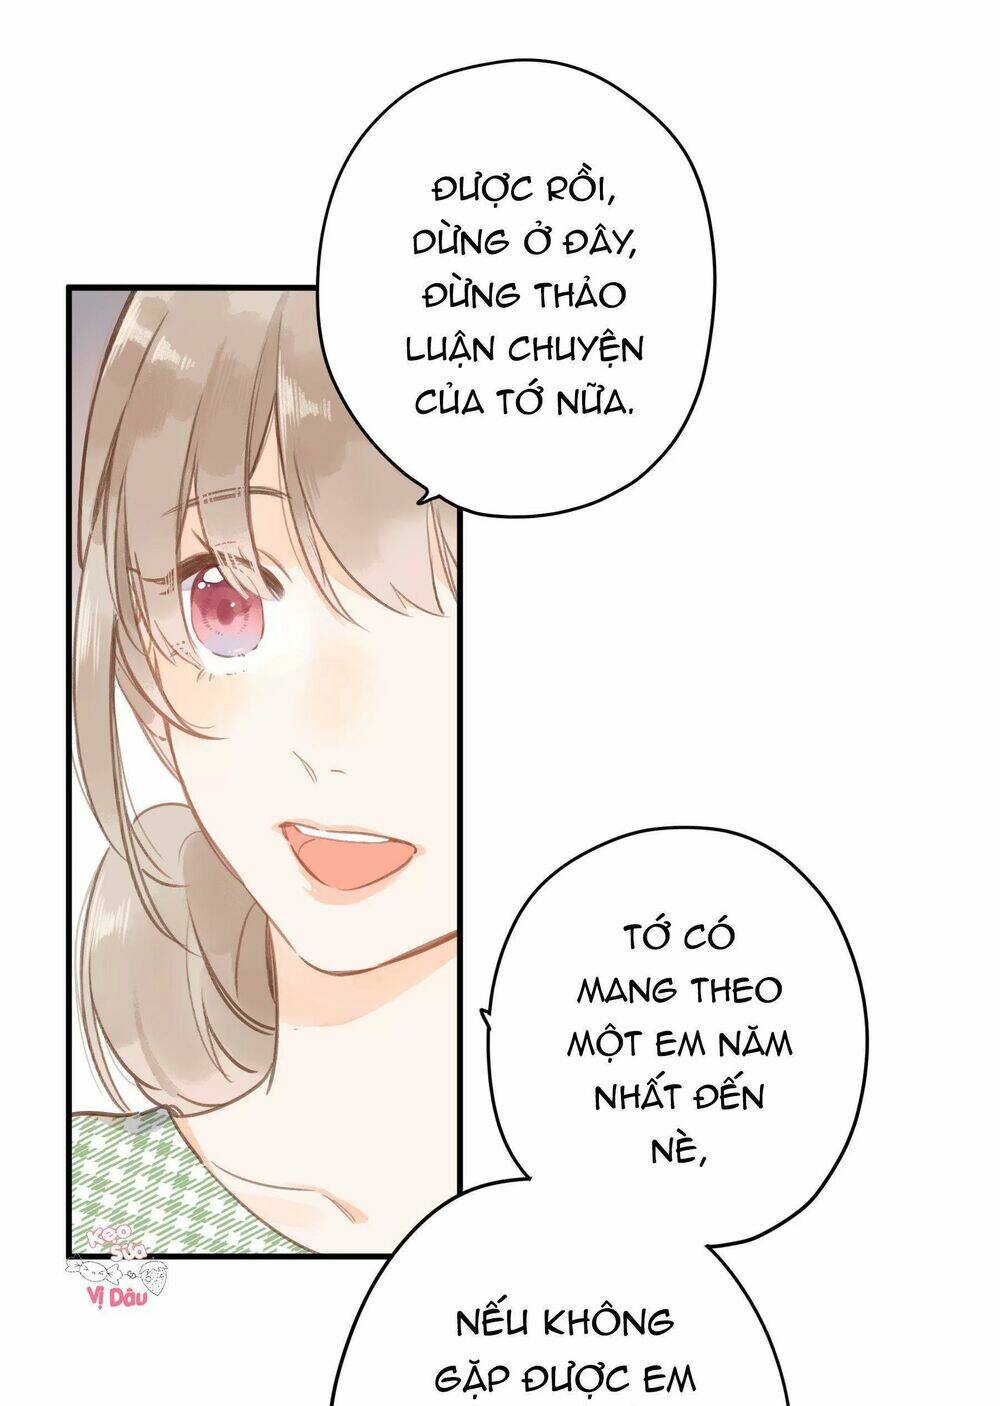 ĐƯỢC RỒI,
DỪNG Ở ĐÂY,
ĐỪNG THẢO
LUẬN CHUYỆN
CỦA TỚ NỮA.
TỚ CÓ
MANG THEO
MỘT EM NĂM
NHẤT ĐẾN
NÈ,
Kẹo
Sữa
Vị Dâu
NẾU KHÔNG
GẶP ĐƯỢC EM